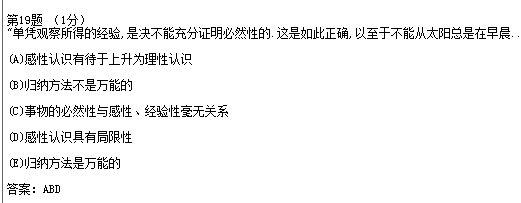 第19题 （1分）
"单凭观察所得的经验,是决不能充分证明必然性的.这是如此正确,以至于不能从太阳总是在早晨..
(A)感性认识有待于上升为理性认识
(B)归纳方法不是万能的
(C)事物的必然性与感性、经验性毫无关系
(D)感性认识具有局限性
(E)归纳方法是万能的
答案: ABD